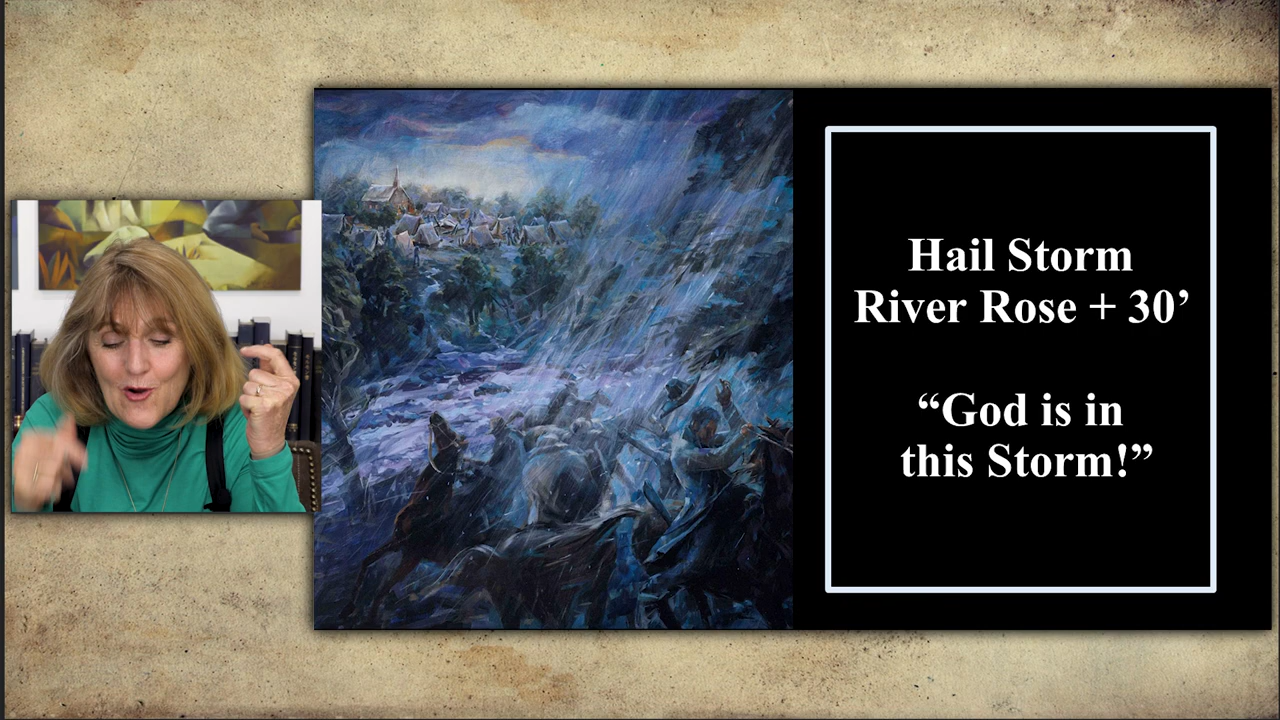 Hail Storm
River Rose + 30’
“God is in
this Storm!”